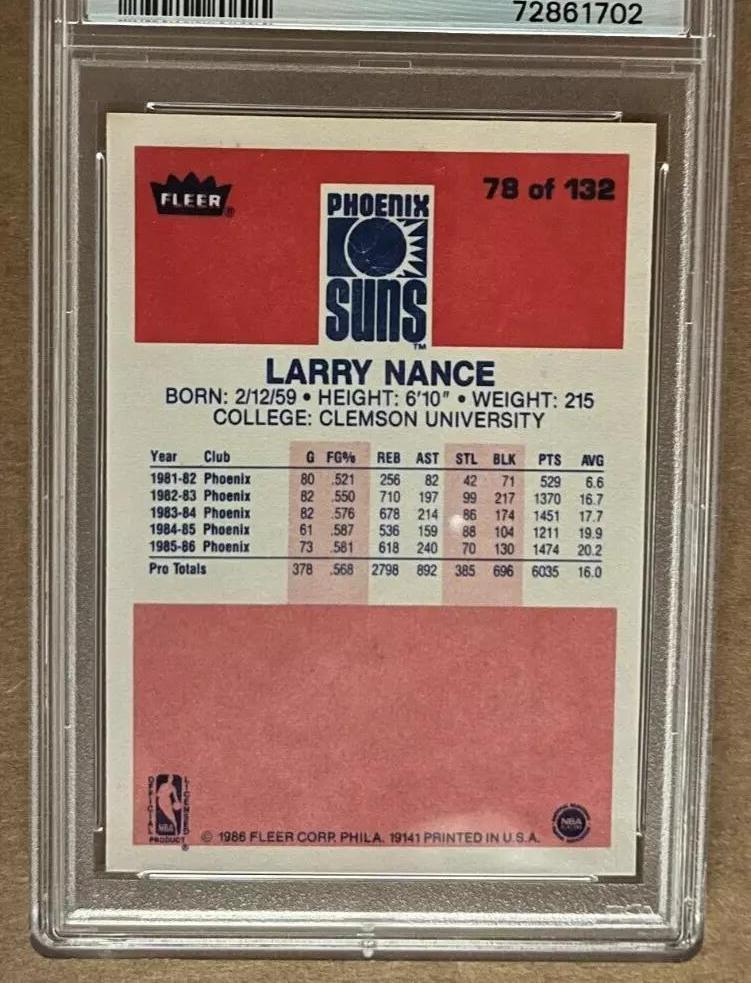 72861702
FLEER®
78 of 132
PHOENIX
SUNS
TM
LARRY NANCE
BORN: 2/12/59 • HEIGHT: 6'10" • WEIGHT: 215
COLLEGE: CLEMSON UNIVERSITY
Year Club G FG% REB AST STL BLK PTS AVG
1981-82 Phoenix 80 .521 256 82 42 71 529 6.6
1982-83 Phoenix 82 .550 710 197 99 217 1370 16.7
1983-84 Phoenix 82 .576 678 214 86 174 1451 17.7
1984-85 Phoenix 61 .587 536 159 88 104 1211 19.9
1985-86 Phoenix 73 .581 618 240 70 130 1474 20.2
Pro Totals 378 .568 2798 892 385 696 6035 16.0
OFFICIAL
LICENSED
NBA
PRODUCT
®
© 1986 FLEER CORP. PHILA. 19141 PRINTED IN U.S.A.
NBA